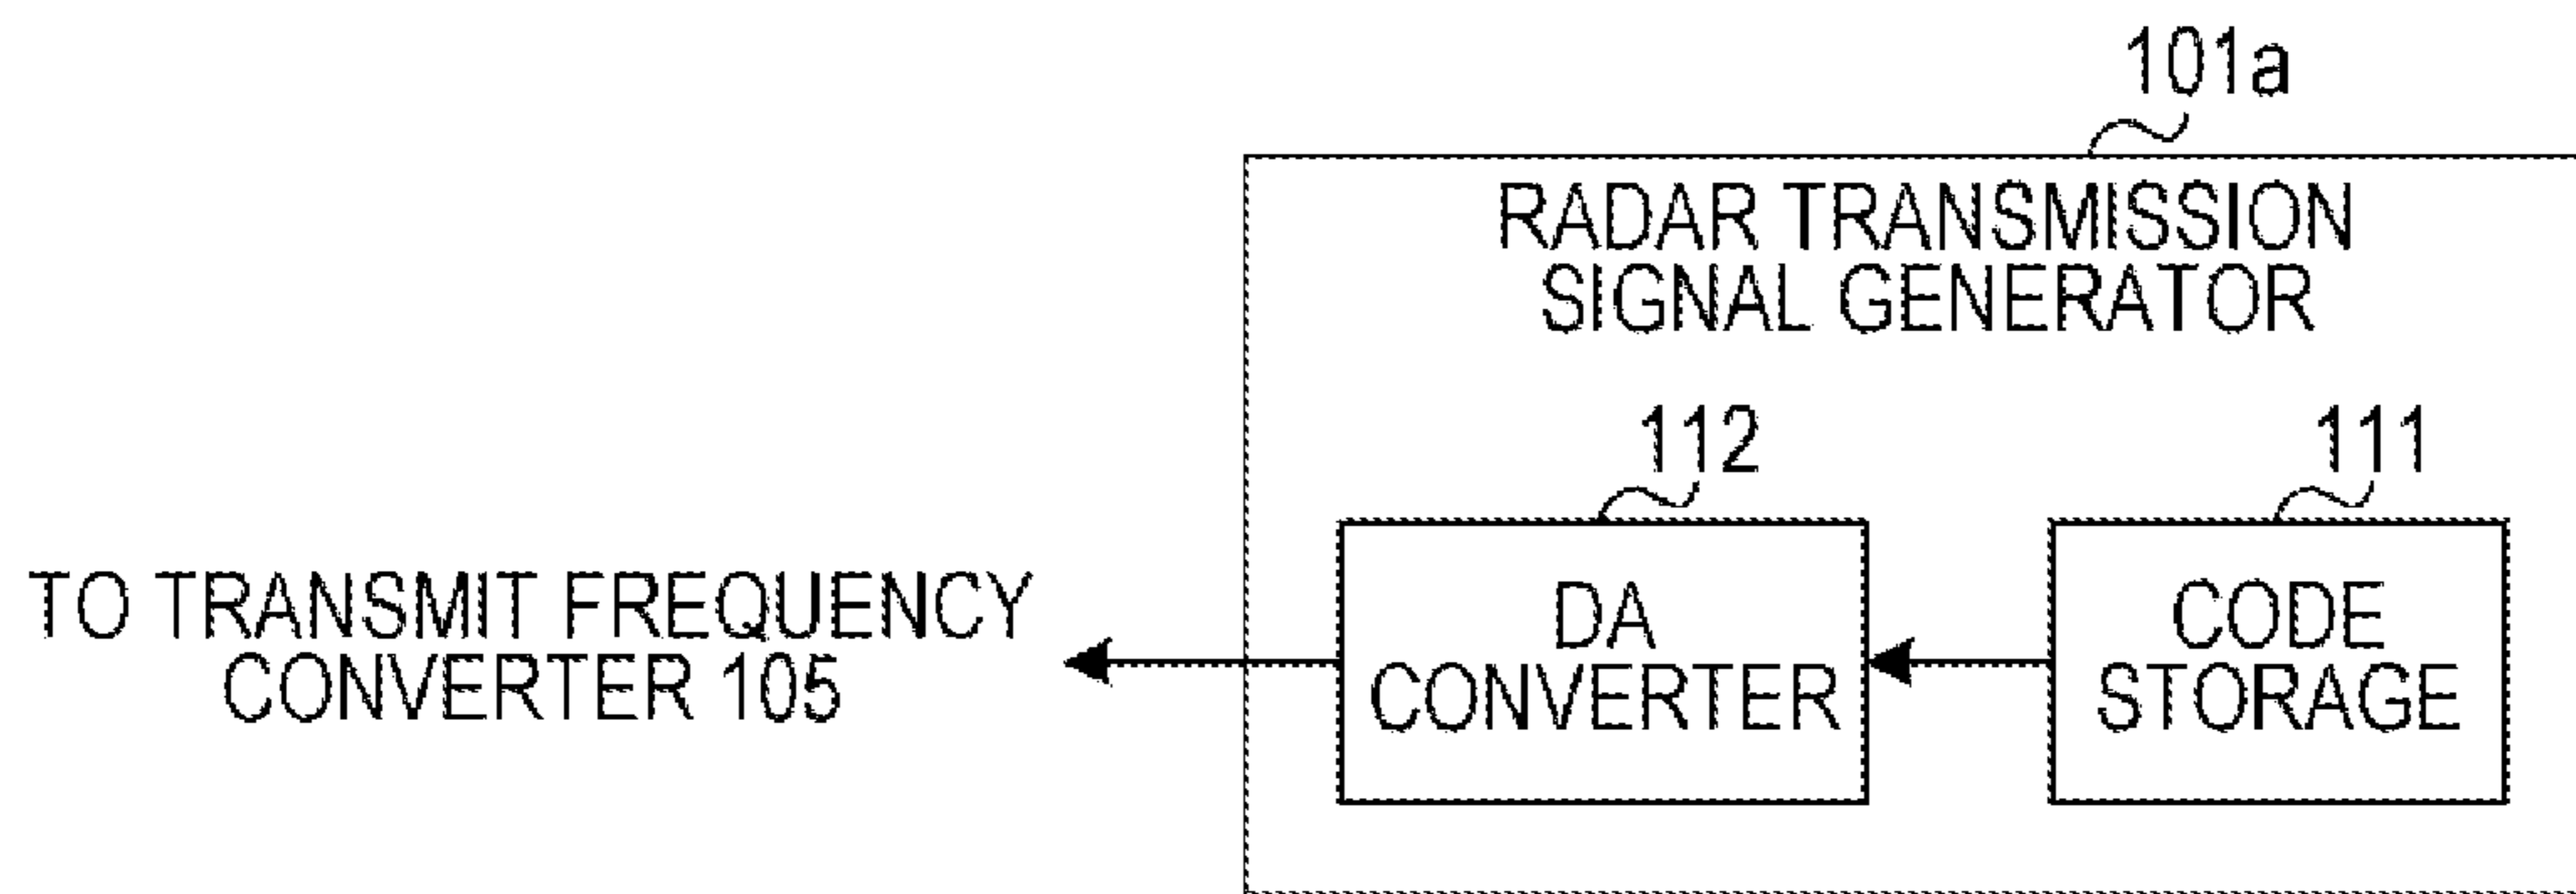 101a
RADAR TRANSMISSION
SIGNAL GENERATOR
112
111
TO TRANSMIT FREQUENCY
CONVERTER 105
DA
CONVERTER
CODE
STORAGE